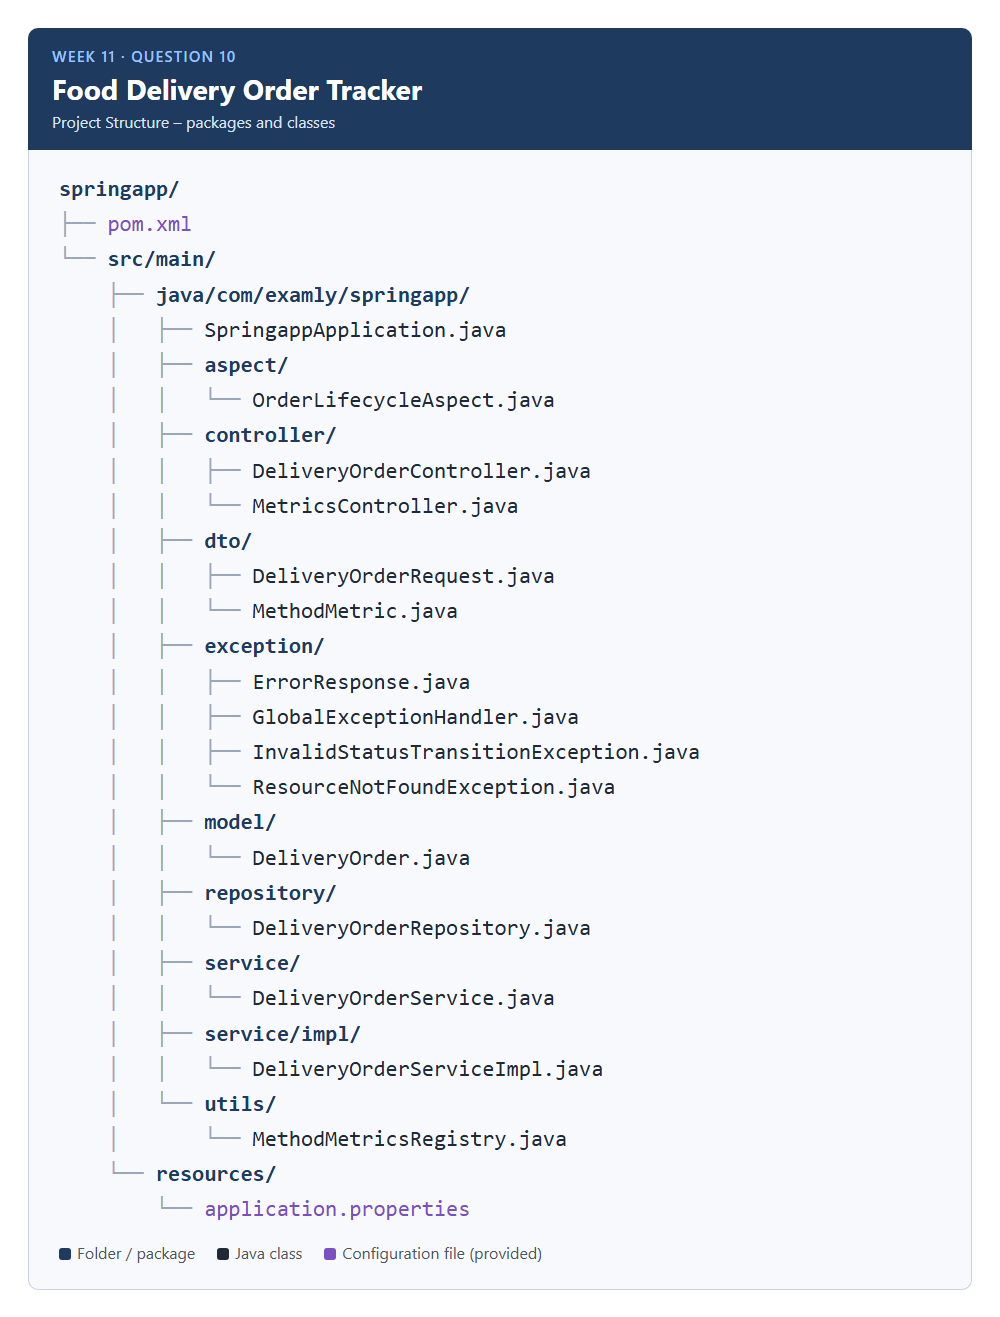 WEEK 11 · QUESTION 10
Food Delivery Order Tracker
Project Structure – packages and classes
springapp/
├── pom.xml
└── src/main/
    ├── java/com/examly/springapp/
    │   ├── SpringappApplication.java
    │   ├── aspect/
    │   │   └── OrderLifecycleAspect.java
    │   ├── controller/
    │   │   ├── DeliveryOrderController.java
    │   │   └── MetricsController.java
    │   ├── dto/
    │   │   ├── DeliveryOrderRequest.java
    │   │   └── MethodMetric.java
    │   ├── exception/
    │   │   ├── ErrorResponse.java
    │   │   ├── GlobalExceptionHandler.java
    │   │   ├── InvalidStatusTransitionException.java
    │   │   └── ResourceNotFoundException.java
    │   ├── model/
    │   │   └── DeliveryOrder.java
    │   ├── repository/
    │   │   └── DeliveryOrderRepository.java
    │   ├── service/
    │   │   └── DeliveryOrderService.java
    │   ├── service/impl/
    │   │   └── DeliveryOrderServiceImpl.java
    │   └── utils/
    │       └── MethodMetricsRegistry.java
    └── resources/
        └── application.properties
Folder / package Java class Configuration file (provided)